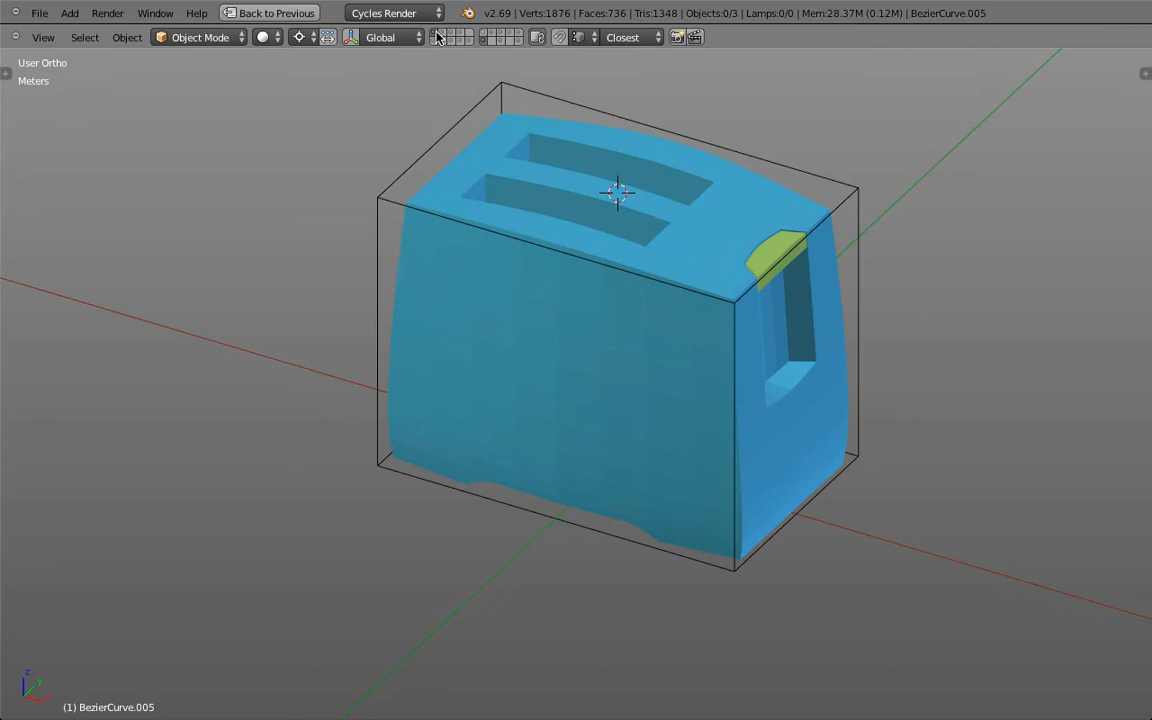 File Add Render Window Help Back to Previous Cycles Render v2.69 | Verts:1876 | Faces:736 | Tris:1348 | Objects:0/3 | Lamps:0/0 | Mem:28.37M (0.12M) | BezierCurve.005
View Select Object Object Mode Global Closest
User Ortho
Meters
z
y
x
(1) BezierCurve.005